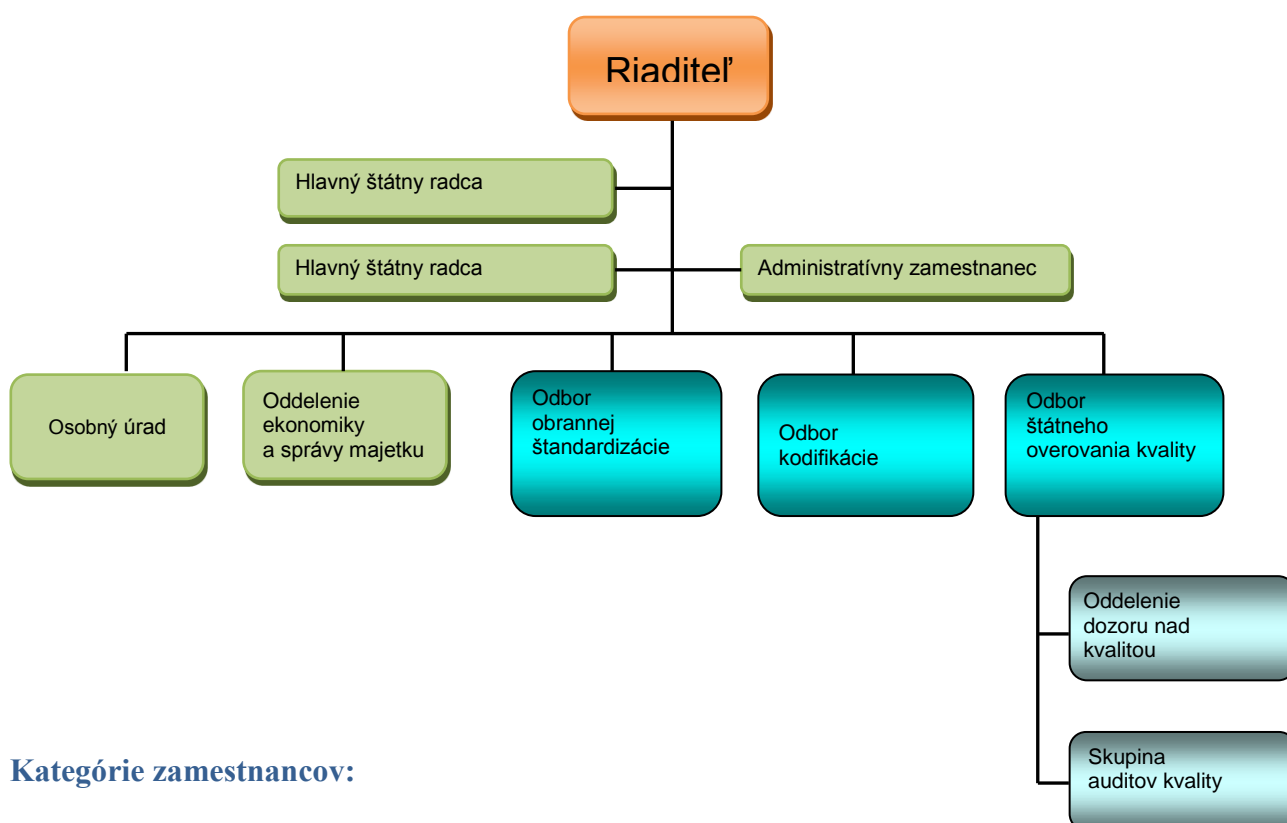 Riaditeľ
Hlavný štátny radca
Hlavný štátny radca
Administratívny zamestnanec
Osobný úrad
Oddelenie
ekonomiky
a správy majetku
Odbor
obrannej
štandardizácie
Odbor
kodifikácie
Odbor
štátneho
overovania kvality
Oddelenie
dozoru nad
kvalitou
Skupina
auditov kvality
Kategórie zamestnancov: